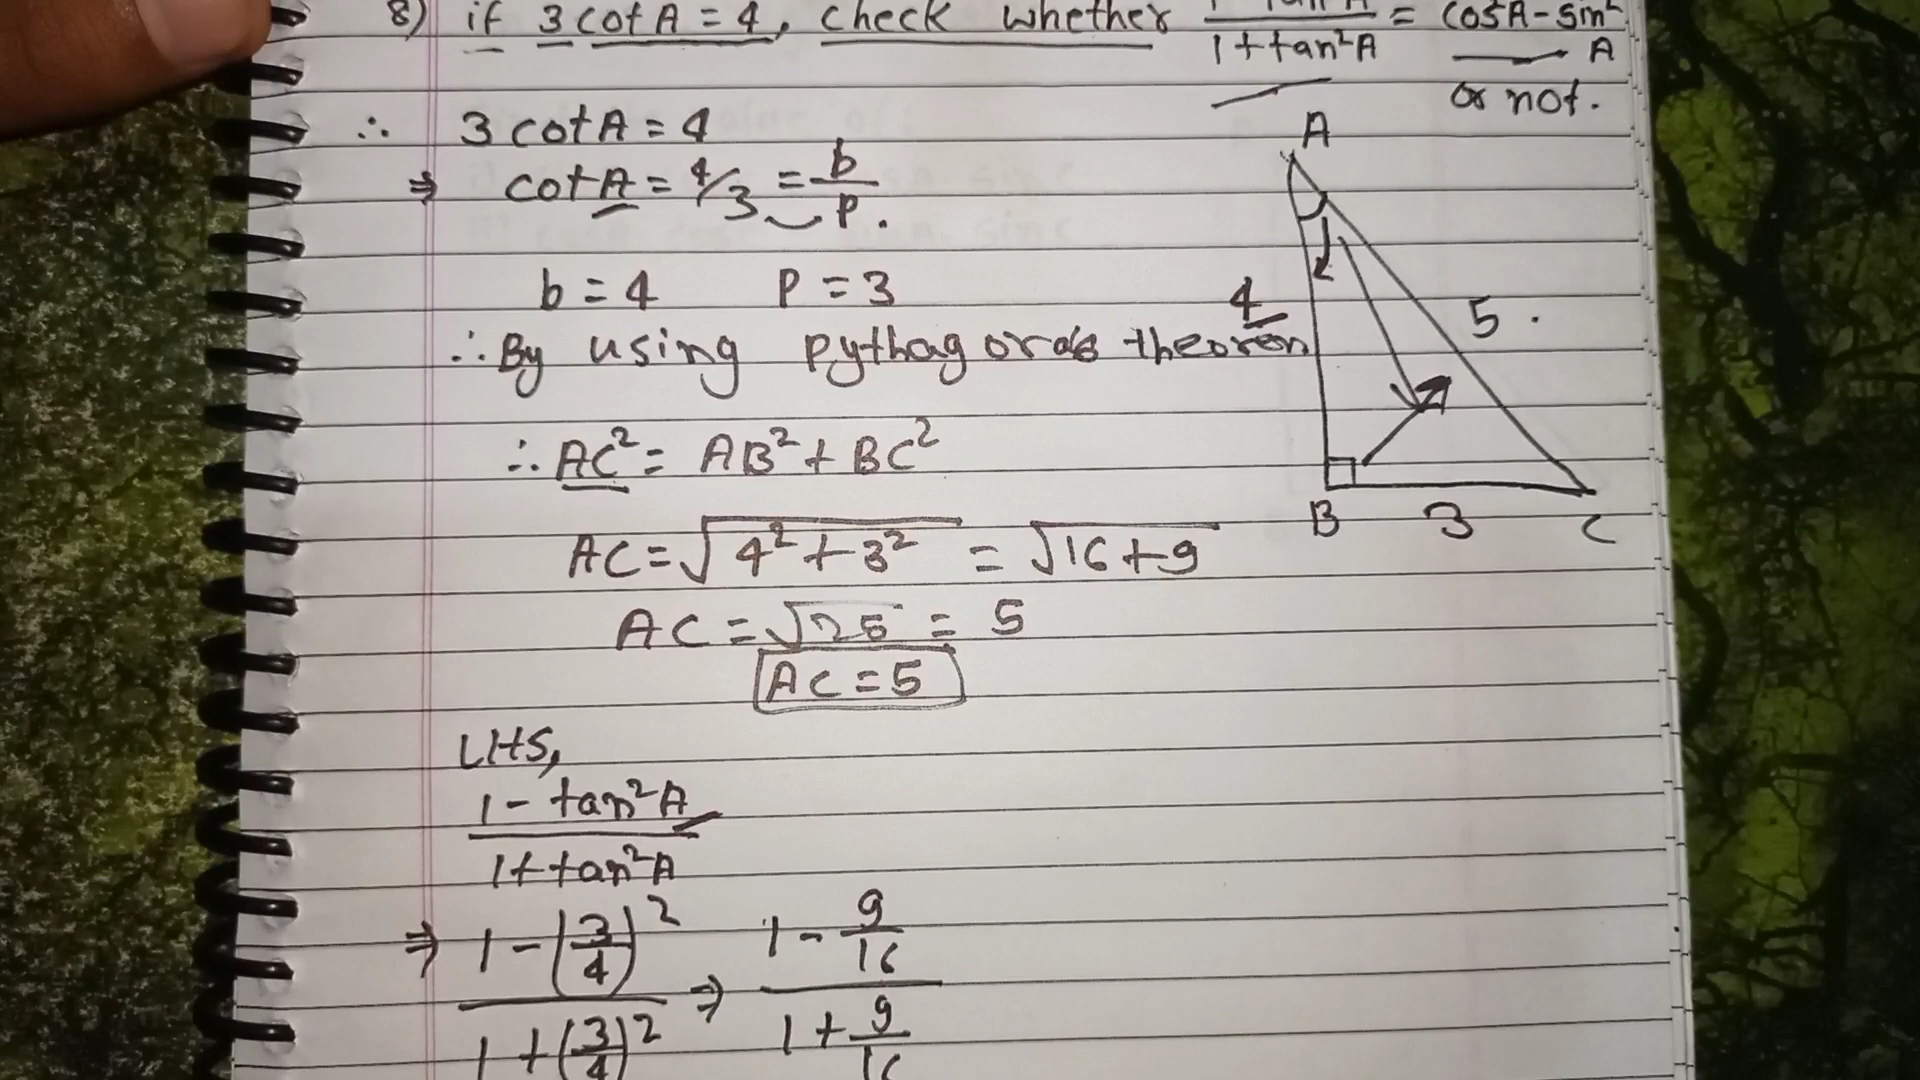 8) if 3 cot A = 4, check whether 1 - tan²A / 1 + tan²A = cos²A - sin² A or not.
∴ 3 cot A = 4
⇒ cot A = 4/3 = b/P.
b = 4 P = 3
∴ By using pythagoras theorem
∴ AC² = AB² + BC²
AC = √4² + 3² = √16 + 9
AC = √25 = 5
AC = 5
A
4
5
B 3 C
LHS,
1 - tan²A / 1 + tan²A
⇒ 1 - (3/4)² / 1 + (3/4)² ⇒ 1 - 9/16 / 1 + 9/16